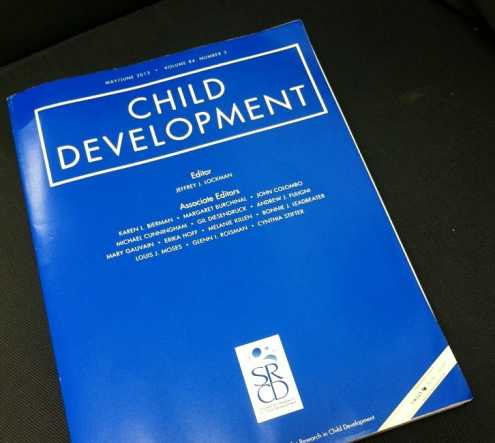 MAY/JUNE 2013 • VOLUME 84, NUMBER 3
CHILD
DEVELOPMENT
Editor
JEFFREY J. LOCKMAN
Associate Editors
KAREN L. BIERMAN • MARGARET BURCHINAL • JOHN COLOMBO
MICHAEL CUNNINGHAM • GIL DIESENDRUCK • ANDREW J. FULIGNI
MARY GAUVAIN • ERIKA HOFF • MELANIE KILLEN • BONNIE J. LEADBEATER
LOUIS J. MOSES • GLENN I. ROISMAN • CYNTHIA STIFTER
SR
CD
Research in Child Development